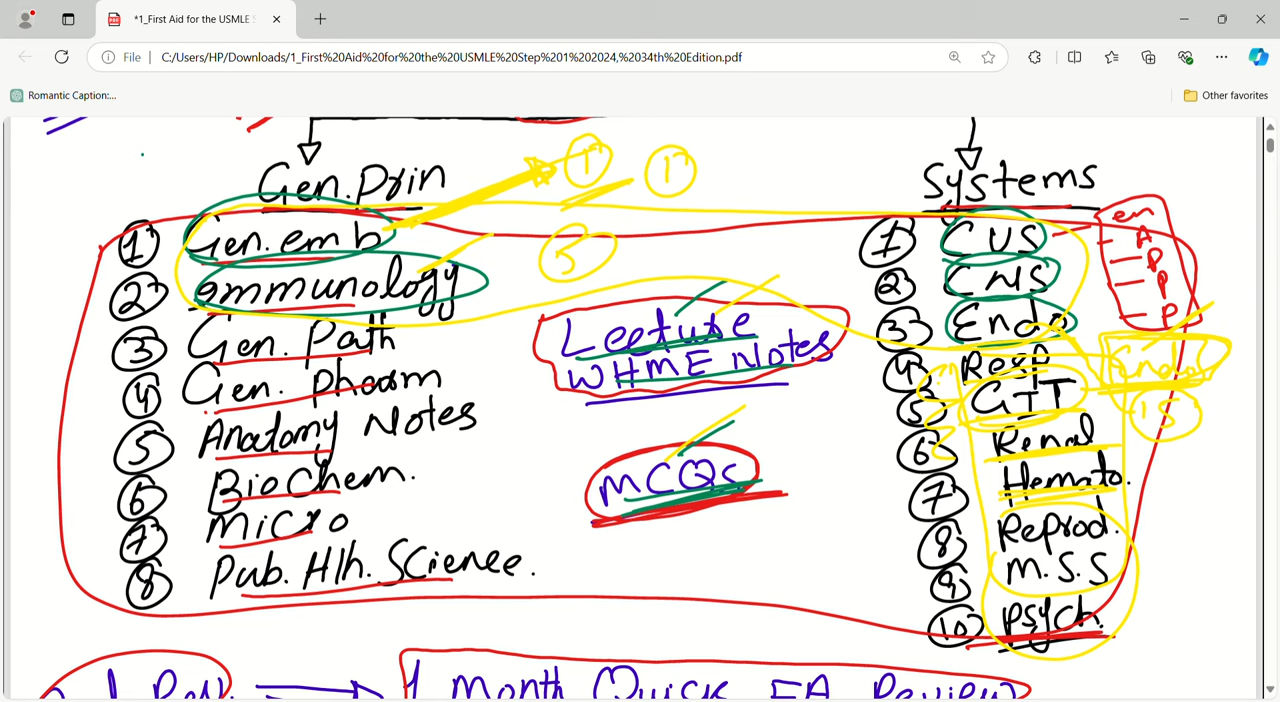 *1_First Aid for the USMLE S
File
C:/Users/HP/Downloads/1_First%20Aid%20for%20the%20USMLE%20Step%201%202024,%2034th%20Edition.pdf
Romantic Caption:...
Other favorites
Gen.Prin
1 Gen.emb
2 Immunology
3 Gen. Path
4 Gen. Pharm
5 Anatomy Notes
6 BioChem.
7 Micro
8 Pub. Hlh. Science.
1
1
5
Lecture
WHME Notes
MCQs
Systems
1 CVS
2 CNS
3 Endo
4 Resp
5 GIT
6 Renal
7 Hemato.
8 Reprod.
9 M.S.S
10 Psych.
em
A
P
P
P
15
1 Month Quick FA Review